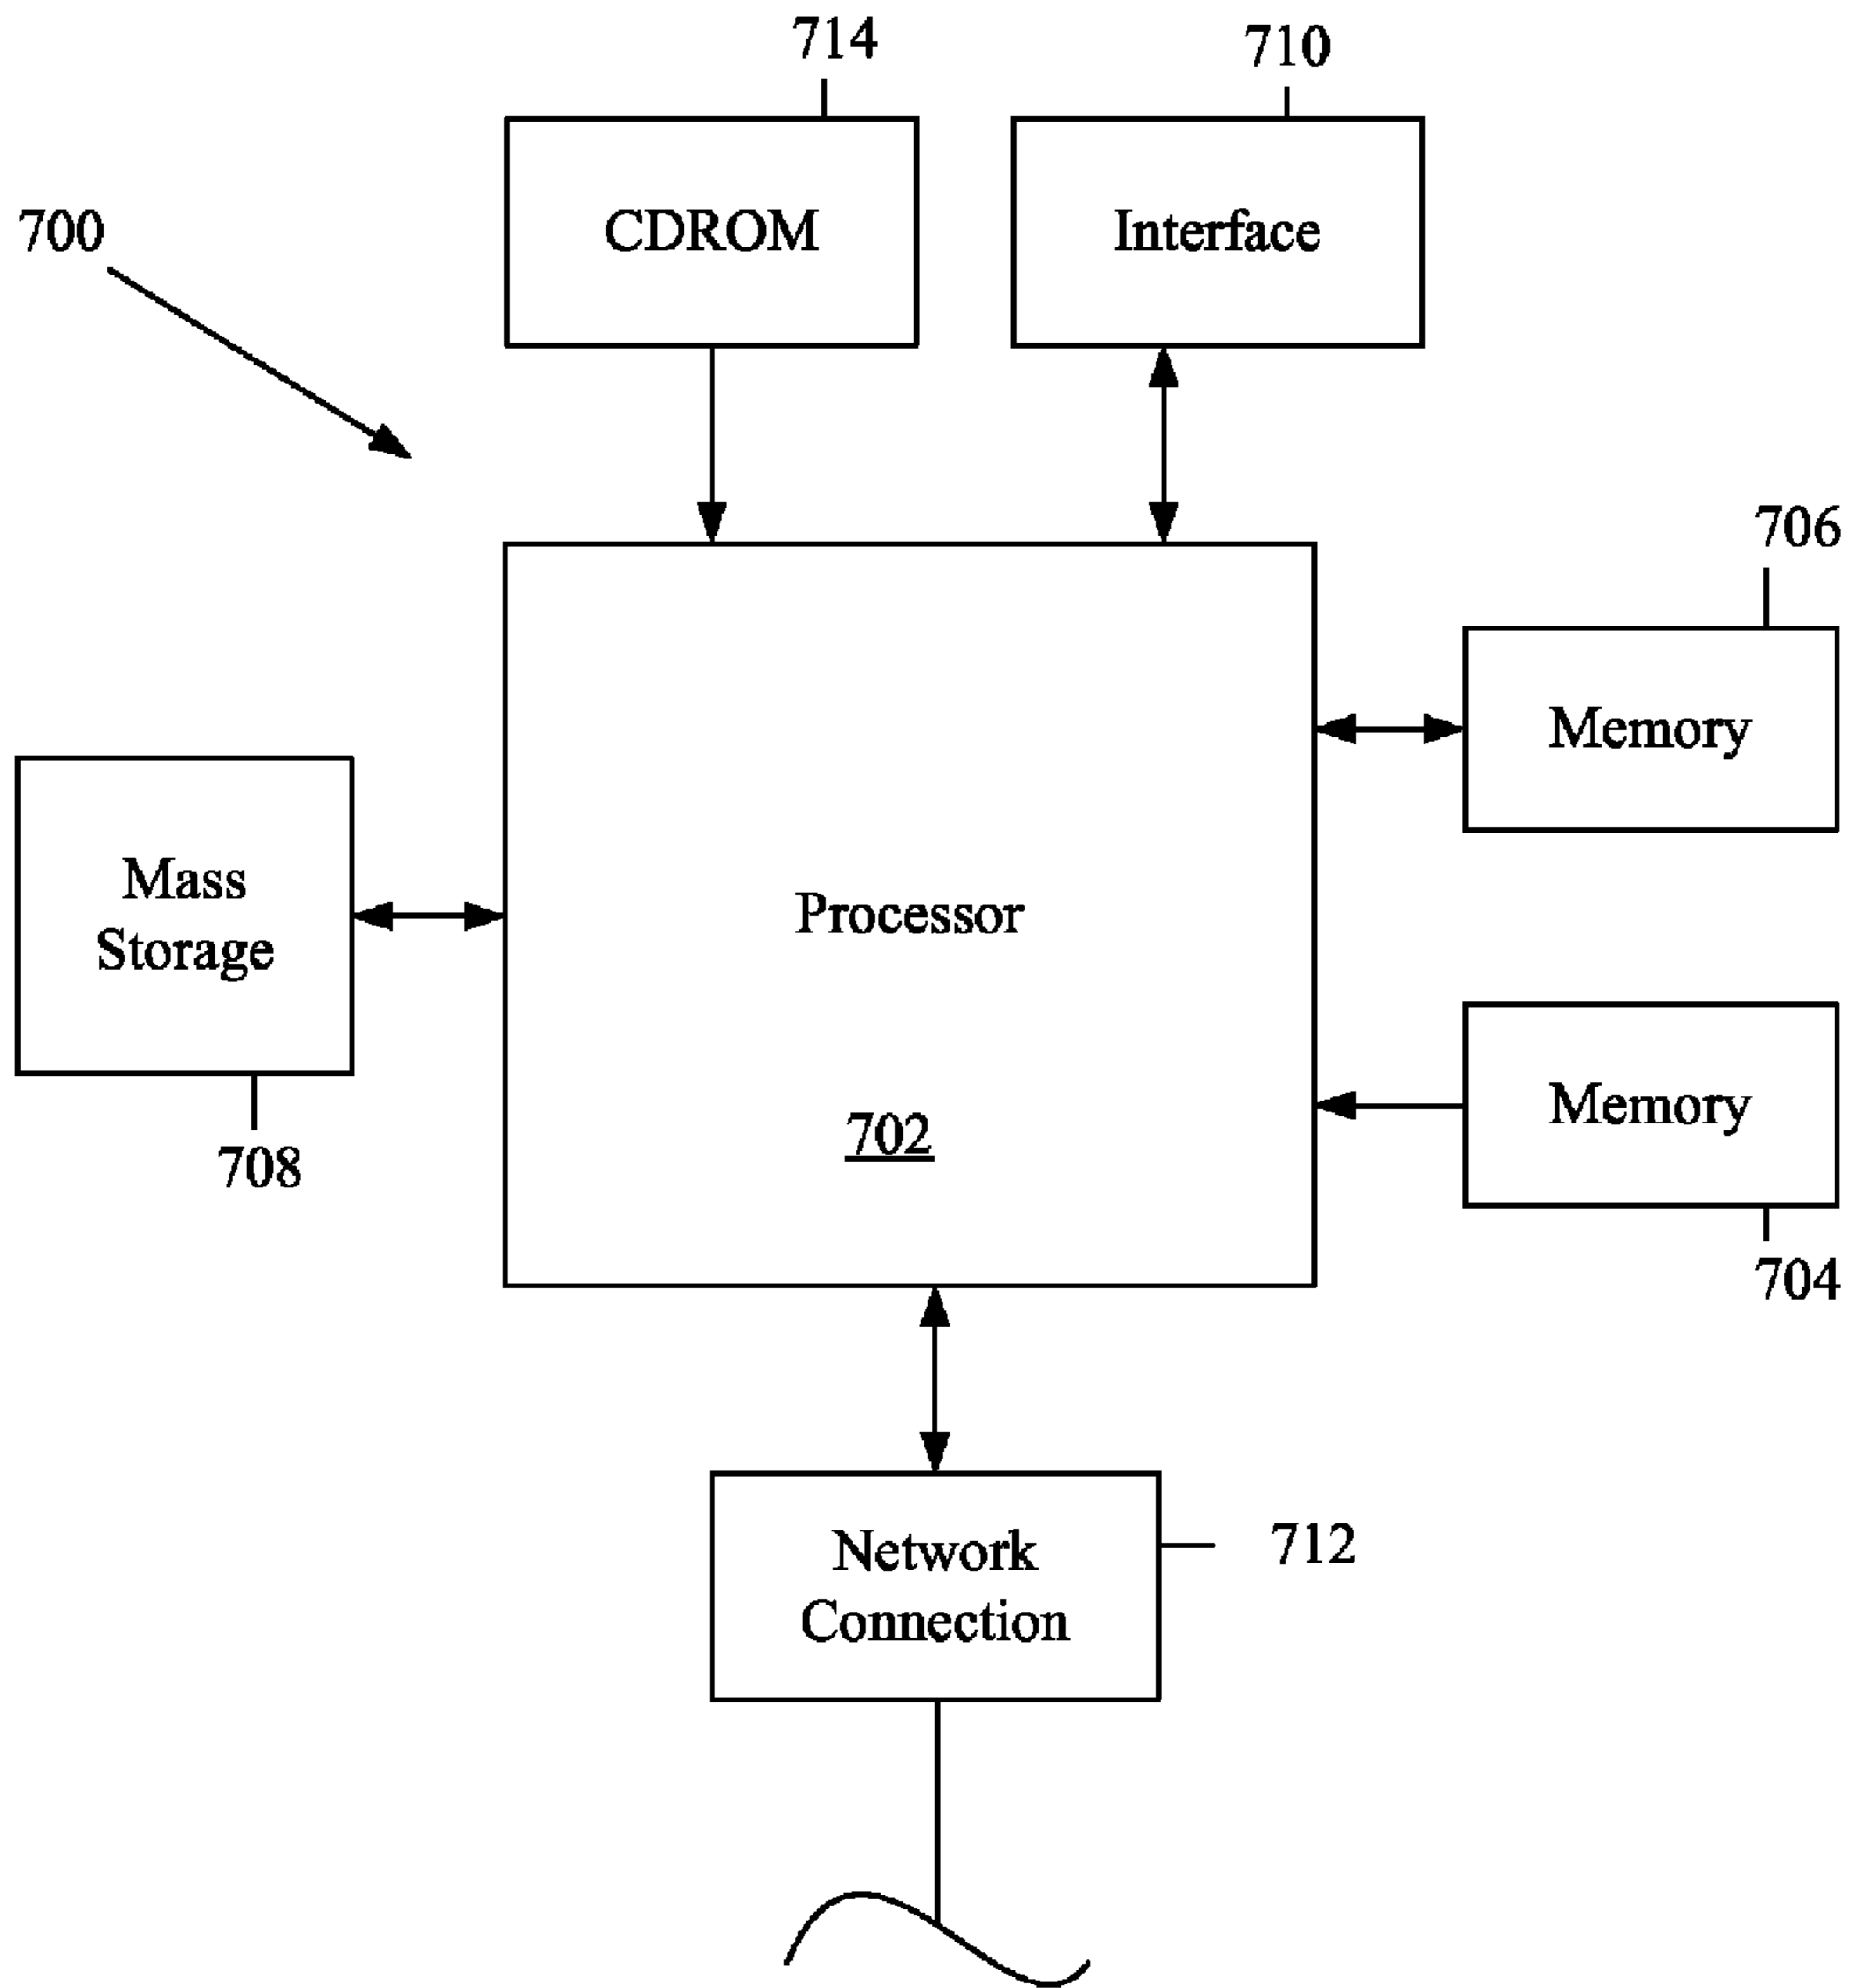 714
710
CDROM
Interface
700
706
Memory
Mass
Storage
Processor
702
708
Memory
704
Network
Connection
712